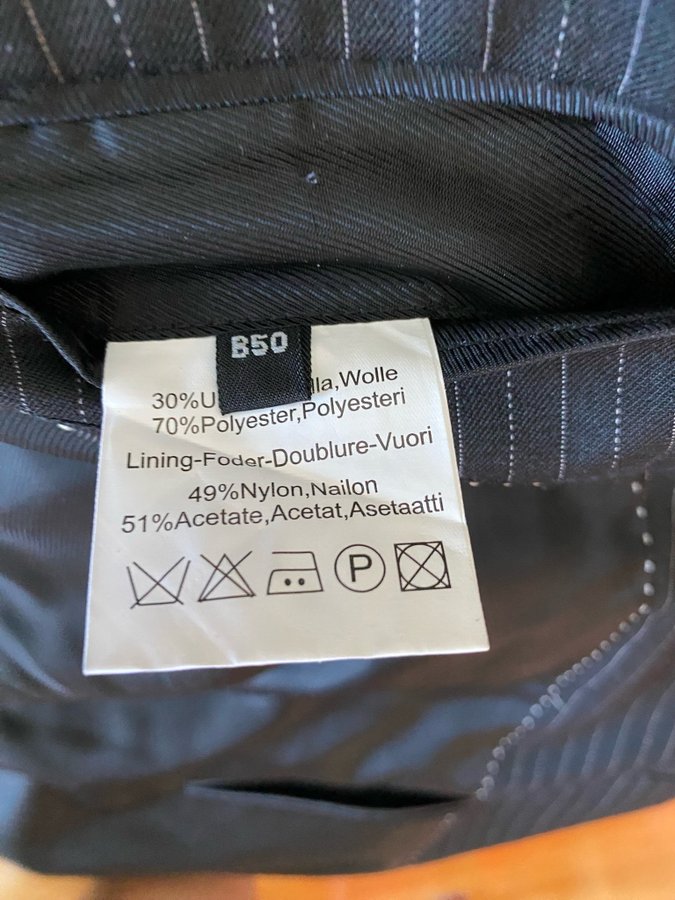 B50
30%U lla,Wolle
70%Polyester,Polyesteri
Lining-Foder-Doublure-Vuori
49%Nylon,Nailon
51%Acetate,Acetat,Asetaatti
P